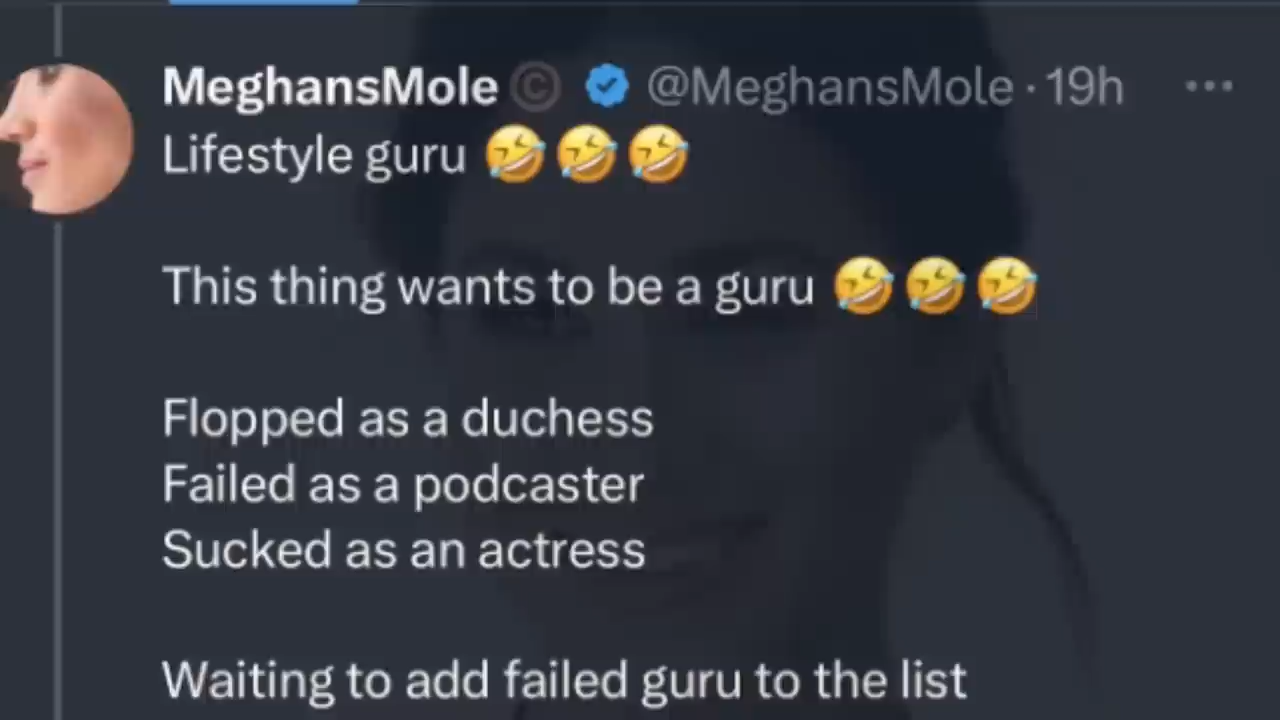 MeghansMole © @MeghansMole · 19h
Lifestyle guru 🤣🤣🤣
This thing wants to be a guru 🤣🤣🤣
Flopped as a duchess
Failed as a podcaster
Sucked as an actress
Waiting to add failed guru to the list